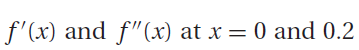 f′(x) and f″(x) at x = 0 and 0.2